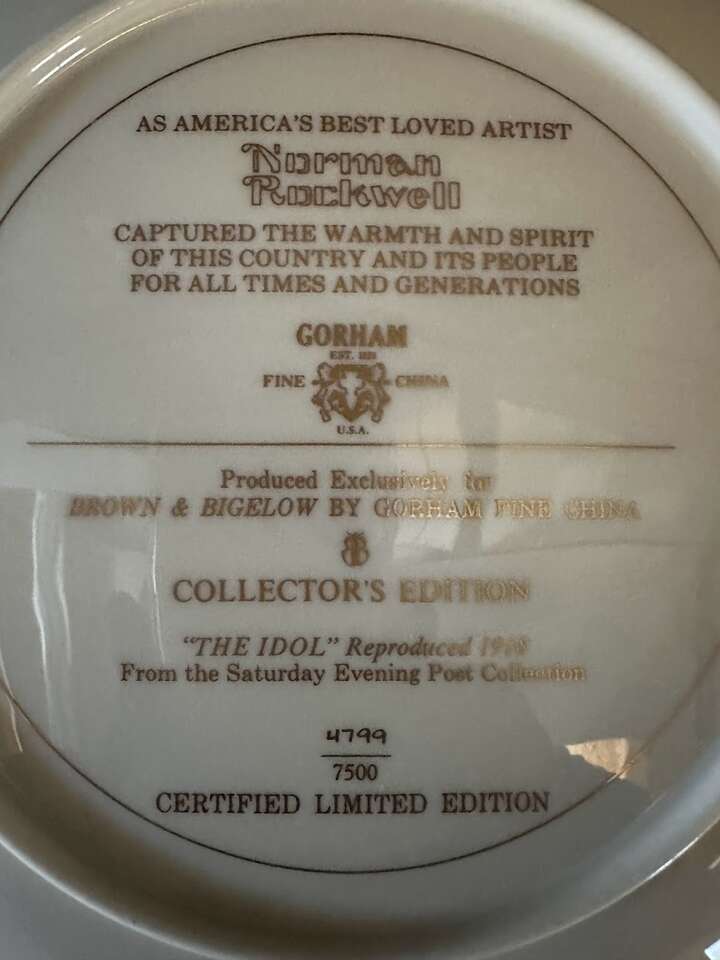 AS AMERICA'S BEST LOVED ARTIST
Norman
Rockwell
CAPTURED THE WARMTH AND SPIRIT
OF THIS COUNTRY AND ITS PEOPLE
FOR ALL TIMES AND GENERATIONS
GORHAM
EST.
FINE CHINA
U.S.A.
Produced Exclusively for
BROWN & BIGELOW BY GORHAM FINE CHINA
BB
COLLECTOR'S EDITION
"THE IDOL" Reproduced
From the Saturday Evening Post Collection
4799
7500
CERTIFIED LIMITED EDITION